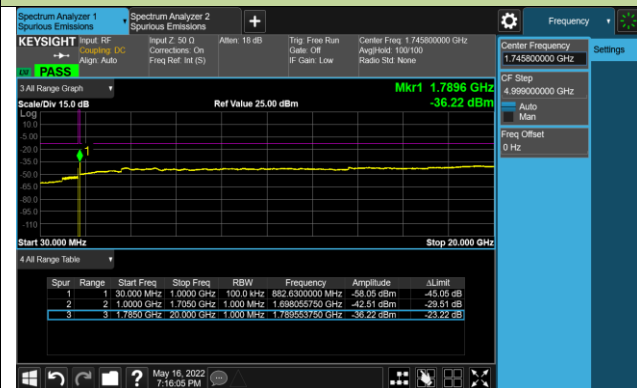 Spectrum Analyzer 1
Spurious Emissions
Spectrum Analyzer 2
Spurious Emissions
Frequency
KEYSIGHT
Input: RF
Coupling: DC
Align: Auto
Input Z: 50 Ω
Corrections: On
Freq Ref: Int (S)
Atten: 18 dB
Trig: Free Run
Gate: Off
IF Gain: Low
Center Freq: 1.745800000 GHz
Avg|Hold: 100/100
Radio Std: None
PASS
Center Frequency
1.745800000 GHz
Settings
CF Step
4.999000000 GHz
Auto
Man
Freq Offset
0 Hz
3 All Range Graph
Mkr1 1.7896 GHz
-36.22 dBm
Scale/Div 15.0 dB
Ref Value 25.00 dBm
Log
10.0
-5.00
-20.0
-35.0
-50.0
-65.0
-80.0
-95.0
-110
1
Start 30.000 MHz
Stop 20.000 GHz
4 All Range Table
Spur Range Start Freq Stop Freq RBW Frequency Amplitude ΔLimit
1 1 30.000 MHz 1.0000 GHz 100.0 kHz 882.6300000 MHz -58.05 dBm -45.05 dB
2 2 1.0000 GHz 1.7050 GHz 1.000 MHz 1.698055750 GHz -42.51 dBm -29.51 dB
3 3 1.7850 GHz 20.000 GHz 1.000 MHz 1.789553750 GHz -36.22 dBm -23.22 dB
?
May 16, 2022
7:16:05 PM